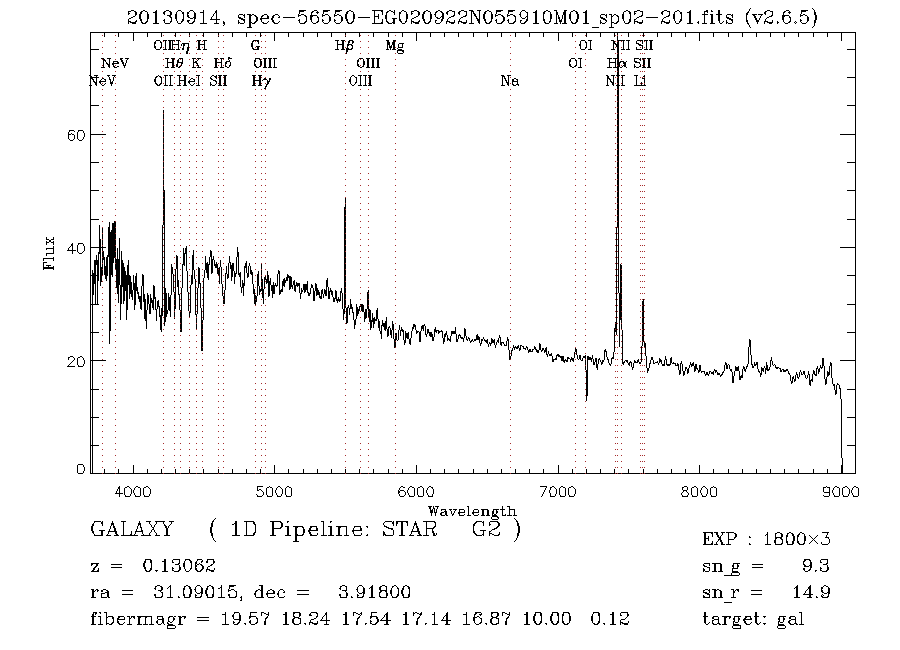 20130914, spec-56550-EG020922N055910M01_sp02-201.fits (v2.6.5)
OII Hη H G Hβ Mg OI NII SII
NeV Hθ K Hδ OIII OIII OI Hα SII
NeV OII HeI SII Hγ OIII Na NII Li
60
40
20
0
Flux
4000 5000 6000 7000 8000 9000
Wavelength
GALAXY ( 1D Pipeline: STAR G2 )
EXP : 1800×3
z = 0.13062
sn_g = 9.3
ra = 31.09015, dec = 3.91800
sn_r = 14.9
fibermagr = 19.57 18.24 17.54 17.14 16.87 10.00 0.12
target: gal